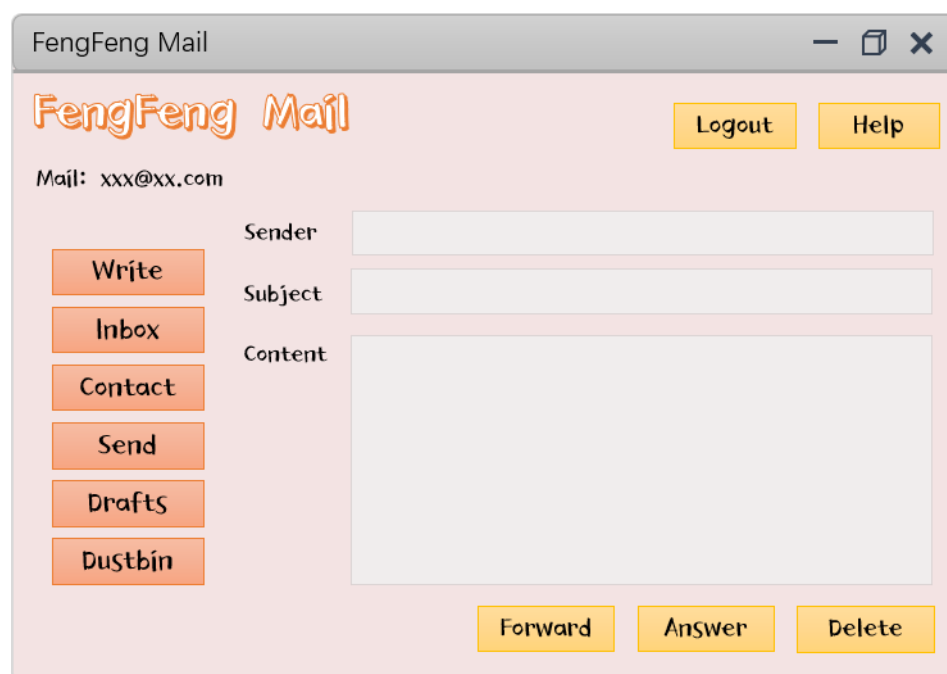 FengFeng Mail
FengFeng Mail
Logout Help
Mail: xxx@xx.com
Sender
Write
Subject
Inbox
Content
Contact
Send
Drafts
Dustbin
Forward Answer Delete